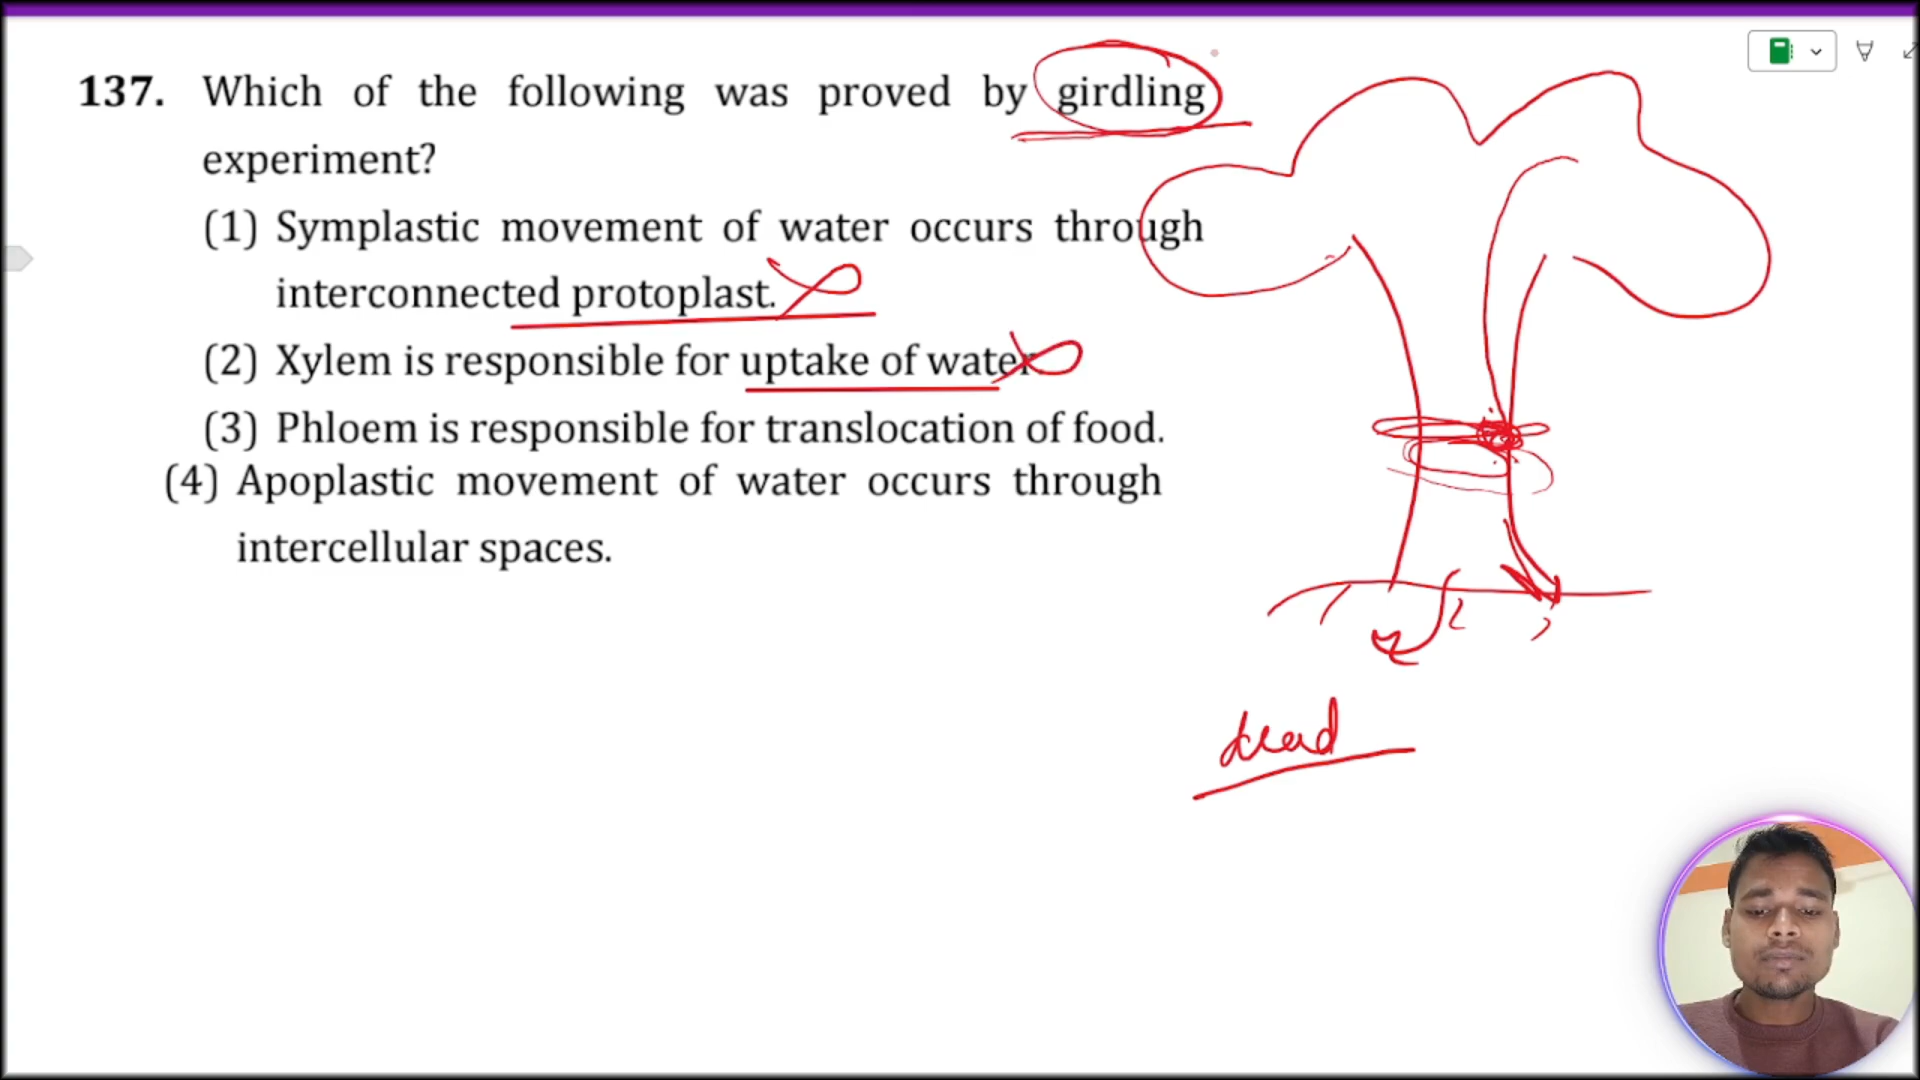 137. Which of the following was proved by girdling
experiment?
(1) Symplastic movement of water occurs through
interconnected protoplast.
(2) Xylem is responsible for uptake of water.
(3) Phloem is responsible for translocation of food.
(4) Apoplastic movement of water occurs through
intercellular spaces.
dead